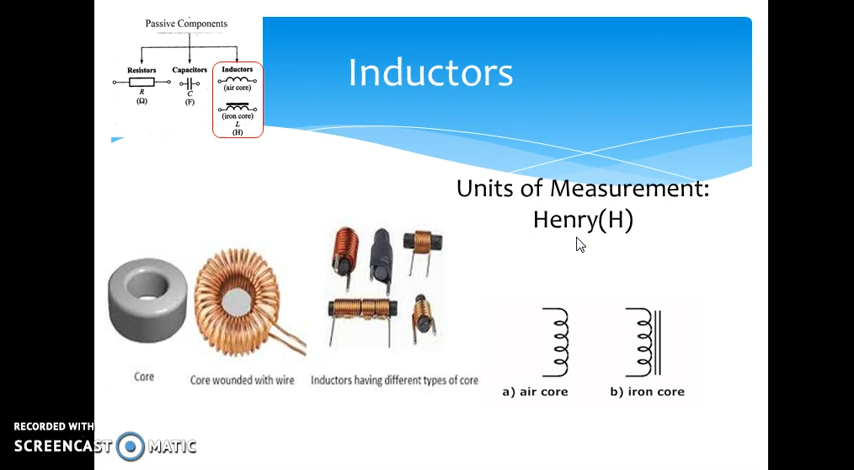 Passive Components
Resistors Capacitors Inductors
R
(Ω)
C
(F)
(air core)
(iron core)
L
(H)
Inductors
Units of Measurement:
Henry(H)
Core
Core wounded with wire
Inductors having different types of core
a) air core
b) iron core
RECORDED WITH
SCREENCAST MATIC